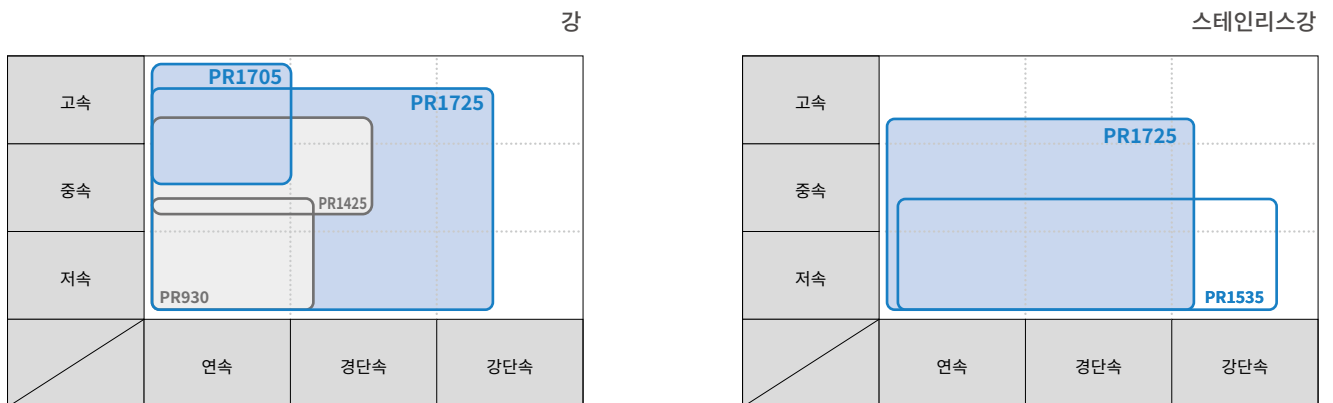 강
고속
중속
저속
PR1705
PR1725
PR1425
PR930
연속
경단속
강단속
스테인리스강
고속
중속
저속
PR1725
PR1535
연속
경단속
강단속